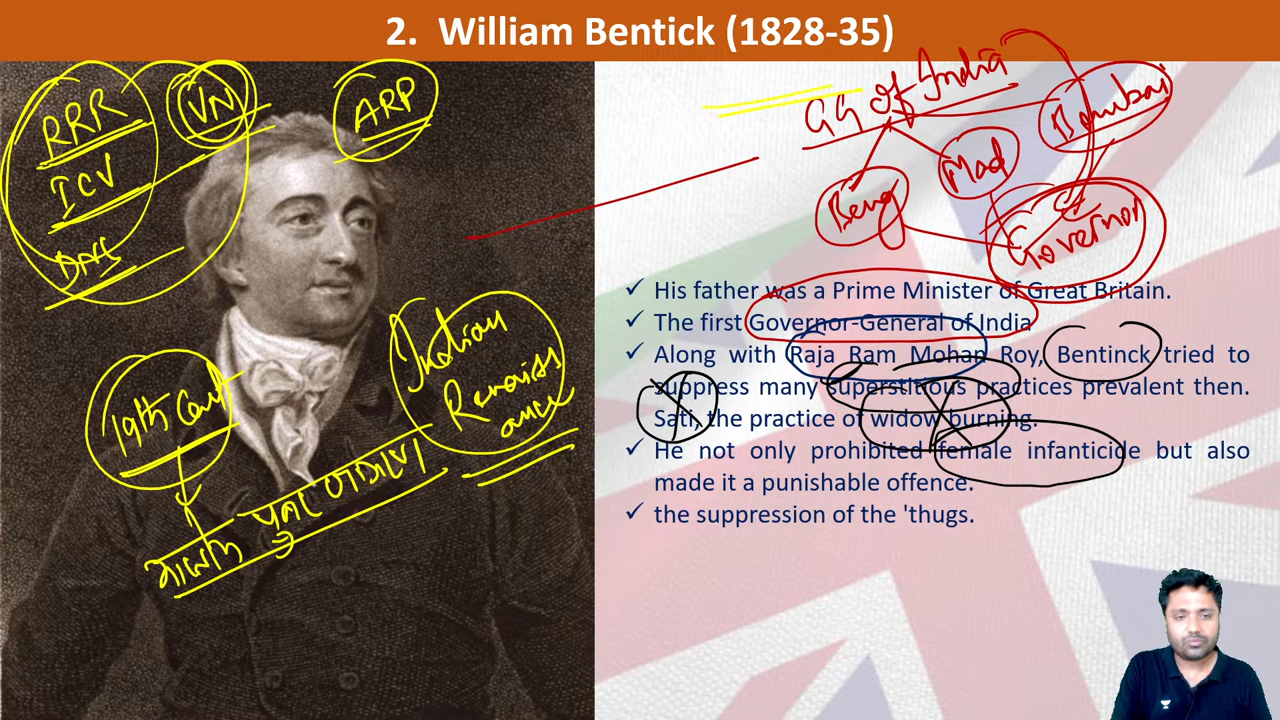 2. William Bentick (1828-35)
RRR
VN
ARP
ICV
19th Cent
Indian
Renaiss
ance
GG of India
Beng
Mad
Bombai
Governor
✓ His father was a Prime Minister of Great Britain.
✓ The first Governor-General of India
✓ Along with Raja Ram Mohan Roy, Bentinck tried to
suppress many superstitious practices prevalent then.
Sati, the practice of widow burning.
✓ He not only prohibited female infanticide but also
made it a punishable offence.
✓ the suppression of the 'thugs.